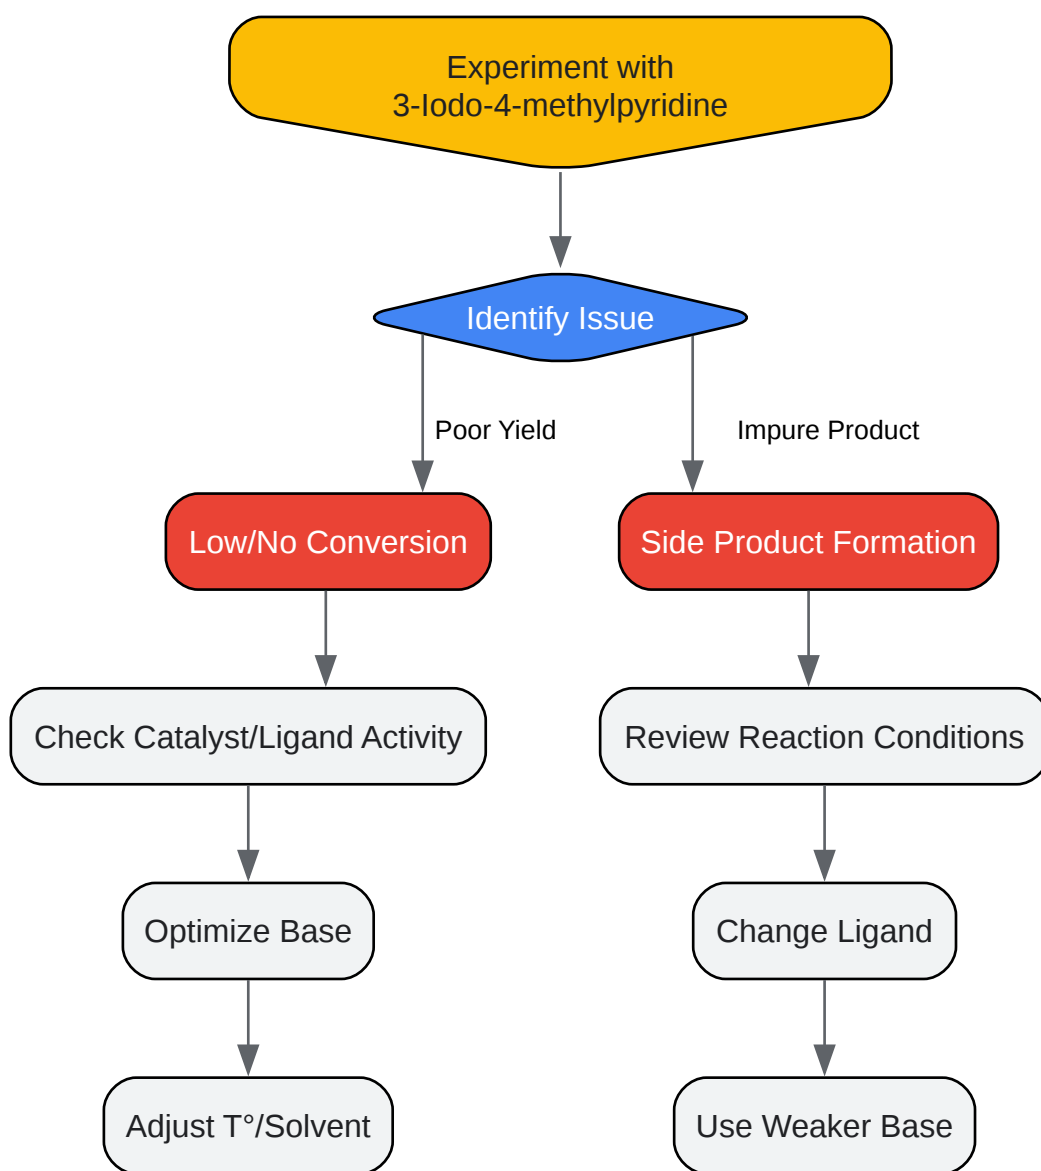 Experiment with
3-Iodo-4-methylpyridine
Identify Issue
Poor Yield
Impure Product
Low/No Conversion
Side Product Formation
Check Catalyst/Ligand Activity
Review Reaction Conditions
Optimize Base
Change Ligand
Adjust T°/Solvent
Use Weaker Base